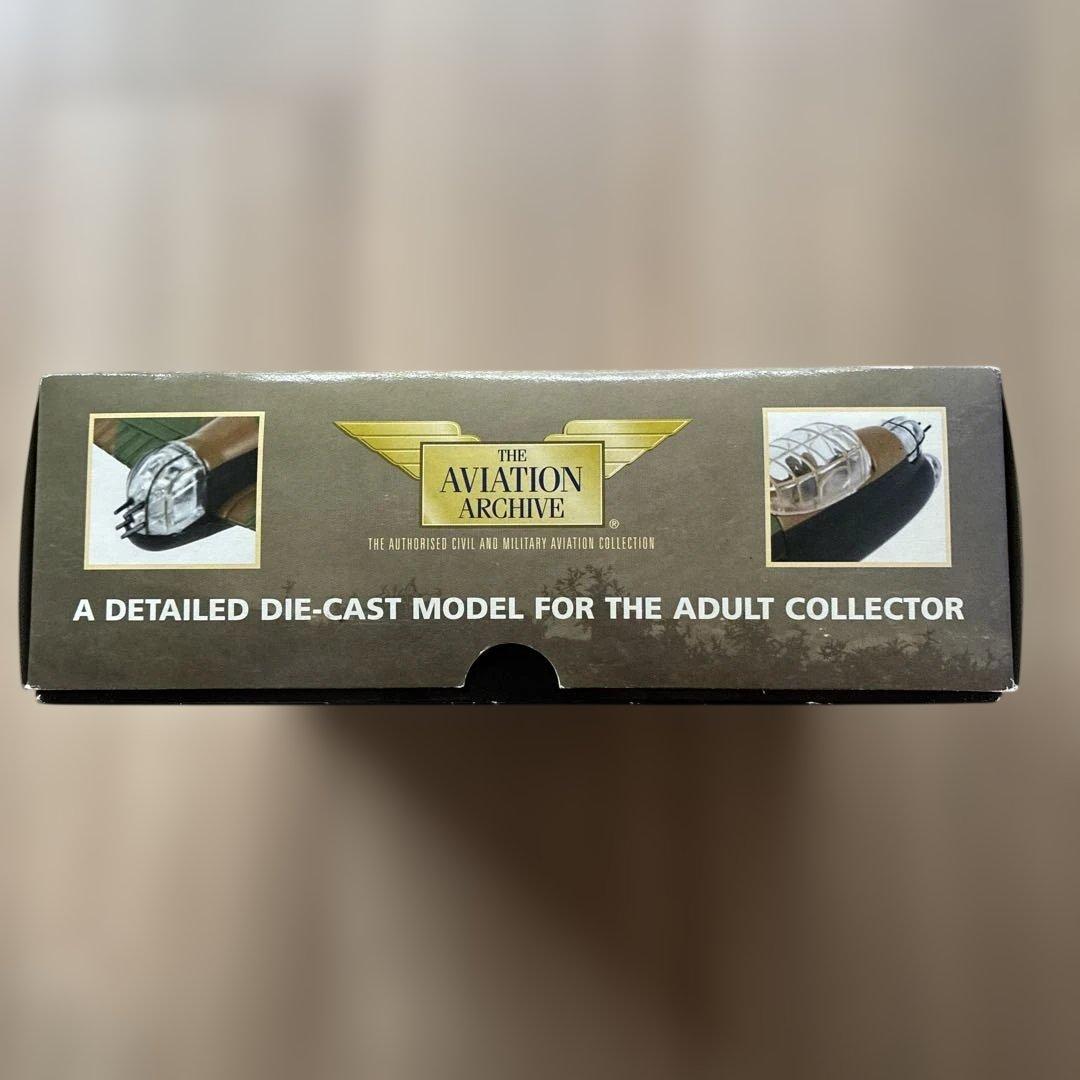 THE
AVIATION
ARCHIVE
®
THE AUTHORISED CIVIL AND MILITARY AVIATION COLLECTION
A DETAILED DIE-CAST MODEL FOR THE ADULT COLLECTOR